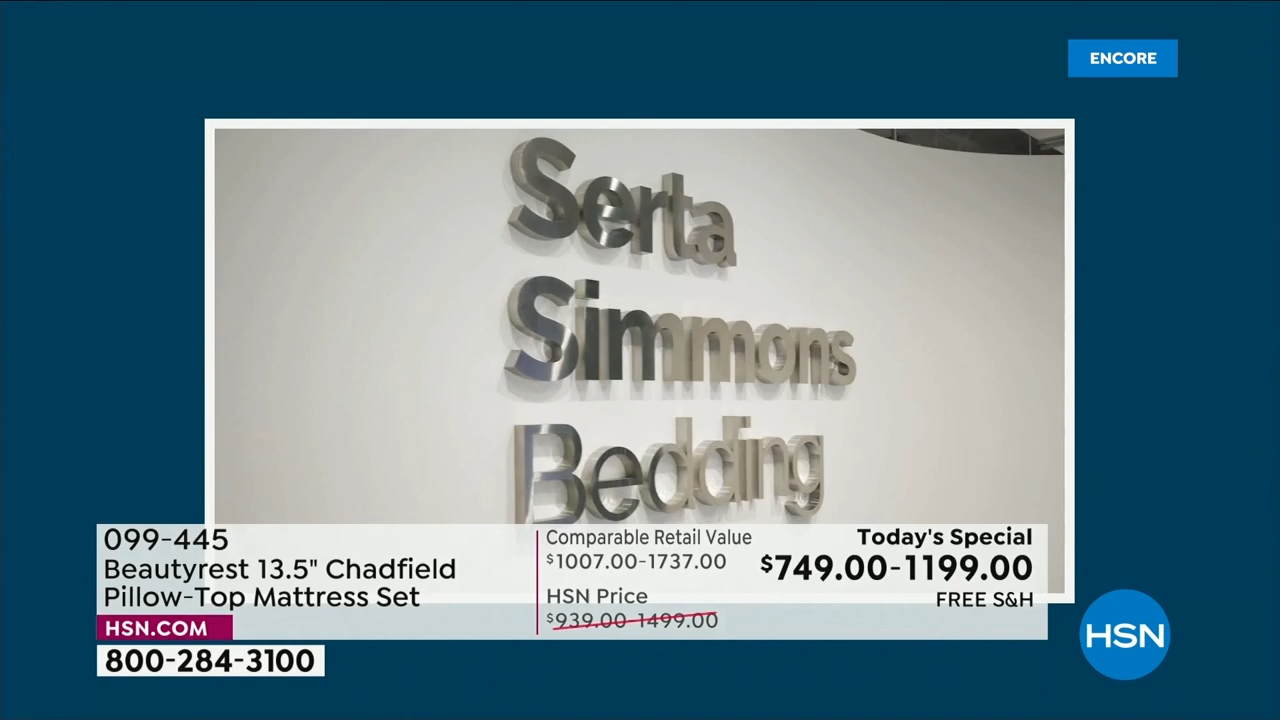 ENCORE
Serta
Simmons
Bedding
099-445
Beautyrest 13.5" Chadfield
Pillow-Top Mattress Set
HSN.COM
800-284-3100
Comparable Retail Value
$1007.00-1737.00
HSN Price
$939.00-1499.00
Today's Special
$749.00-1199.00
FREE S&H
HSN